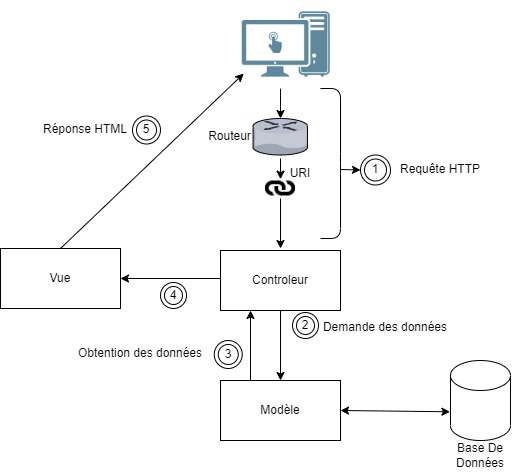 Réponse HTML
5
Routeur
URI
1
Requête HTTP
Vue
Controleur
4
2
Demande des données
Obtention des données
3
Modèle
Base De
Données